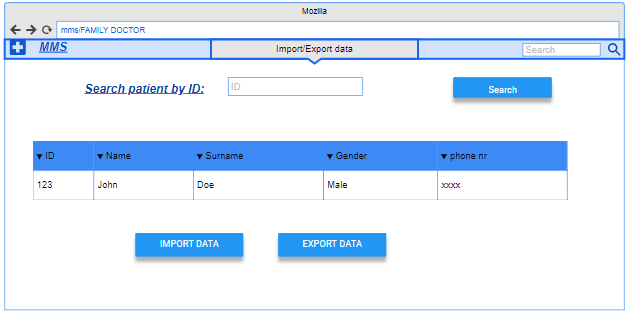 Mozilla
mms/FAMILY DOCTOR
MMS
Import/Export data
Search
Search patient by ID:
ID
Search
ID Name Surname Gender phone nr
123 John Doe Male xxxx
IMPORT DATA
EXPORT DATA